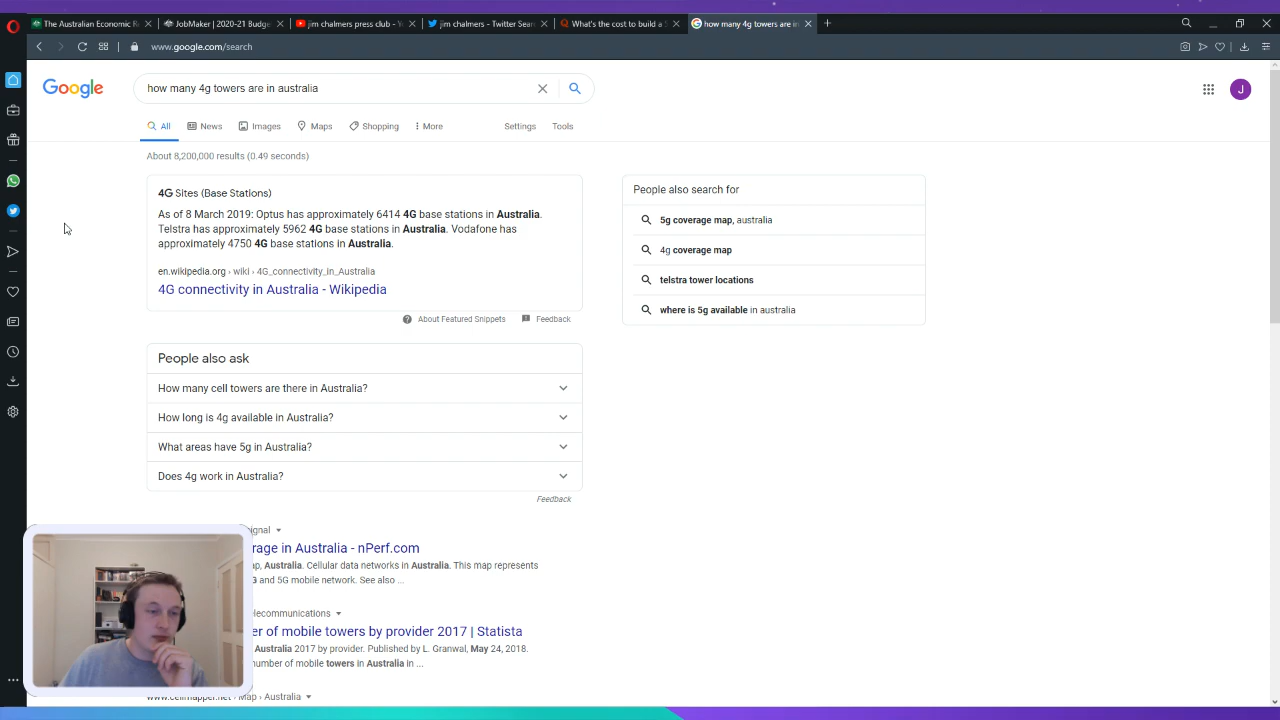 The Australian Economic R
JobMaker | 2020-21 Budge
jim chalmers press club - Y
jim chalmers - Twitter Sear
What's the cost to build a
how many 4g towers are in
www.google.com/search
Google
how many 4g towers are in australia
J
All
News
Images
Maps
Shopping
More
Settings
Tools
About 8,200,000 results (0.49 seconds)
4G Sites (Base Stations)
As of 8 March 2019: Optus has approximately 6414 4G base stations in Australia.
Telstra has approximately 5962 4G base stations in Australia. Vodafone has
approximately 4750 4G base stations in Australia.
en.wikipedia.org › wiki › 4G_connectivity_in_Australia
4G connectivity in Australia - Wikipedia
About Featured Snippets
Feedback
People also search for
5g coverage map, australia
4g coverage map
telstra tower locations
where is 5g available in australia
People also ask
How many cell towers are there in Australia?
How long is 4g available in Australia?
What areas have 5g in Australia?
Does 4g work in Australia?
Feedback
ignal
rage in Australia - nPerf.com
ap, Australia. Cellular data networks in Australia. This map represents
G and 5G mobile network. See also ...
lecommunications
er of mobile towers by provider 2017 | Statista
Australia 2017 by provider. Published by L. Granwal, May 24, 2018.
number of mobile towers in Australia in ...
www.cellmapper.net › Map › Australia